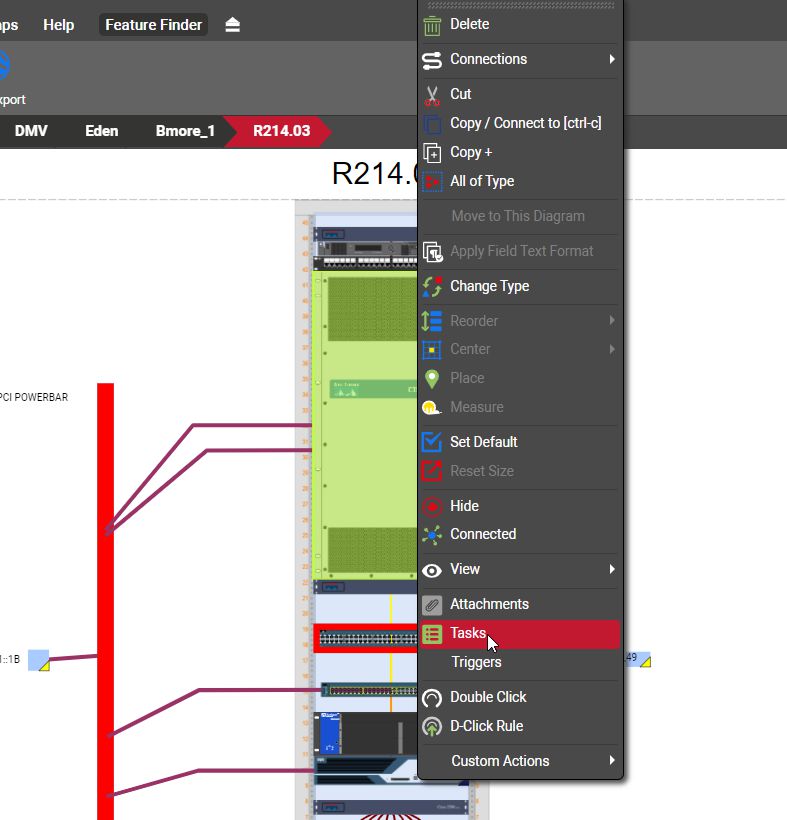 ps
Help
Feature Finder
xport
DMV
Eden
Bmore_1
R214.03
R214.0
Delete
Connections
Cut
Copy / Connect to [ctrl-c]
Copy +
All of Type
Move to This Diagram
Apply Field Text Format
Change Type
Reorder
Center
Place
Measure
Set Default
Reset Size
Hide
Connected
View
Attachments
Tasks
Triggers
Double Click
D-Click Rule
Custom Actions
PCI POWERBAR
1::1B
49